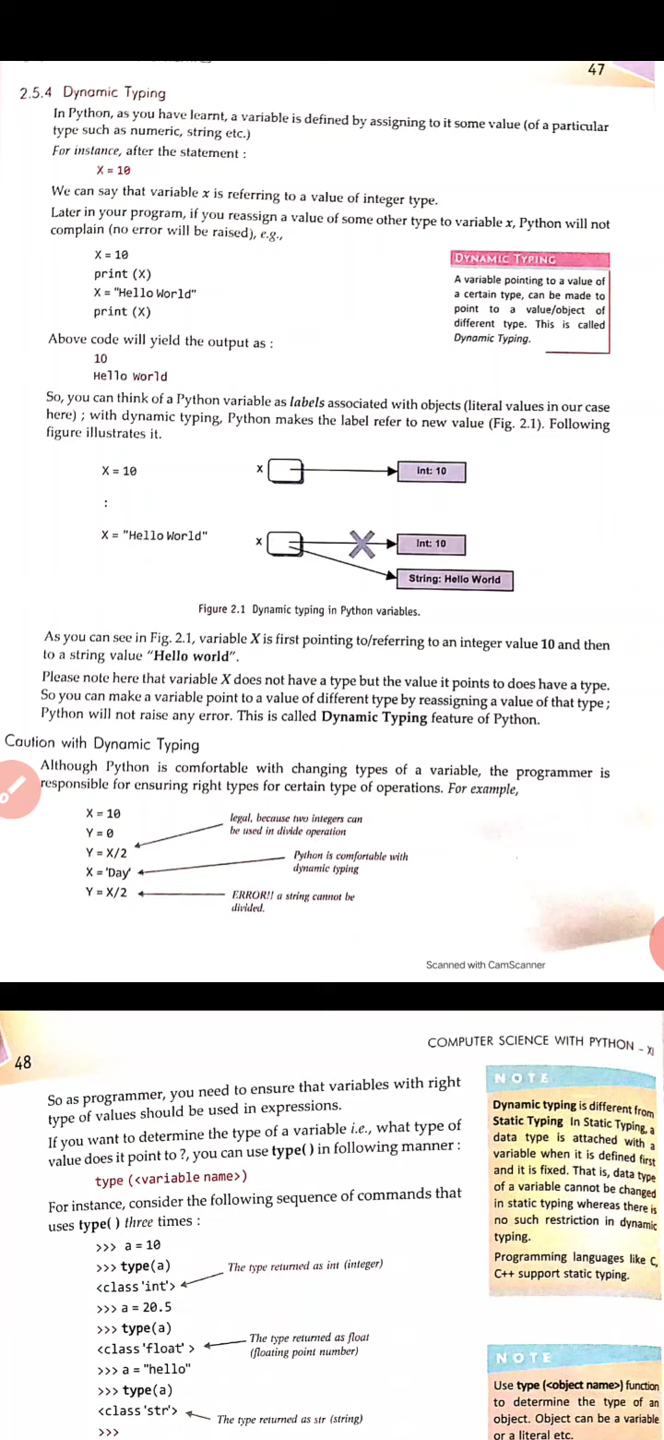 47
2.5.4 Dynamic Typing
In Python, as you have learnt, a variable is defined by assigning to it some value (of a particular
type such as numeric, string etc.)
For instance, after the statement :
X = 10
We can say that variable x is referring to a value of integer type.
Later in your program, if you reassign a value of some other type to variable x, Python will not
complain (no error will be raised), e.g.,
X = 10
print (X)
X = "Hello World"
print (X)
DYNAMIC TYPING
A variable pointing to a value of
a certain type, can be made to
point to a value/object of
different type. This is called
Dynamic Typing.
Above code will yield the output as :
10
Hello World
So, you can think of a Python variable as labels associated with objects (literal values in our case
here) ; with dynamic typing, Python makes the label refer to new value (Fig. 2.1). Following
figure illustrates it.
X = 10
X
Int: 10
:
X = "Hello World"
X
Int: 10
String: Hello World
Figure 2.1 Dynamic typing in Python variables.
As you can see in Fig. 2.1, variable X is first pointing to/referring to an integer value 10 and then
to a string value "Hello world".
Please note here that variable X does not have a type but the value it points to does have a type.
So you can make a variable point to a value of different type by reassigning a value of that type ;
Python will not raise any error. This is called Dynamic Typing feature of Python.
Caution with Dynamic Typing
Although Python is comfortable with changing types of a variable, the programmer is
responsible for ensuring right types for certain type of operations. For example,
X = 10
Y = 0
Y = X/2
X = 'Day'
Y = X/2
legal, because two integers can
be used in divide operation
Python is comfortable with
dynamic typing
ERROR!! a string cannot be
divided.
Scanned with CamScanner
48
COMPUTER SCIENCE WITH PYTHON – XI
So as programmer, you need to ensure that variables with right
type of values should be used in expressions.
If you want to determine the type of a variable i.e., what type of
value does it point to ?, you can use type( ) in following manner :
type (<variable name>)
For instance, consider the following sequence of commands that
uses type( ) three times :
>>> a = 10
>>> type(a)
<class 'int'>
The type returned as int (integer)
>>> a = 20.5
>>> type(a)
<class 'float' >
The type returned as float
(floating point number)
>>> a = "hello"
>>> type(a)
<class 'str'>
The type returned as str (string)
>>>
NOTE
Dynamic typing is different from
Static Typing In Static Typing, a
data type is attached with a
variable when it is defined first
and it is fixed. That is, data type
of a variable cannot be changed
in static typing whereas there is
no such restriction in dynamic
typing.
Programming languages like C,
C++ support static typing.
NOTE
Use type (<object name>) function
to determine the type of an
object. Object can be a variable
or a literal etc.